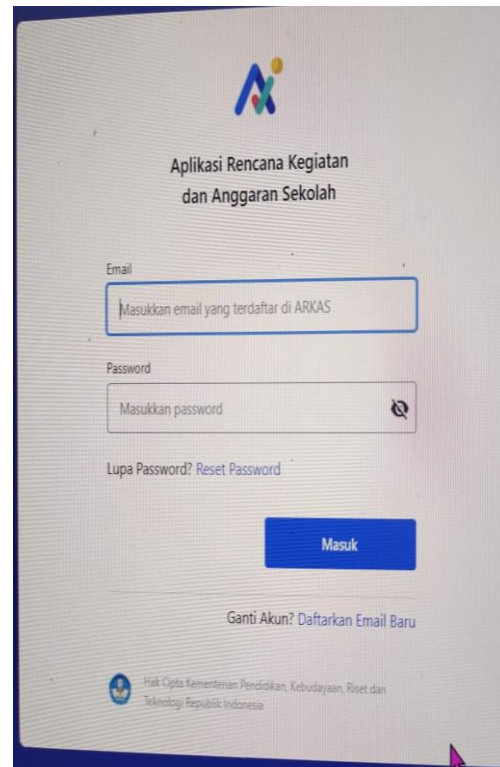 Aplikasi Rencana Kegiatan
dan Anggaran Sekolah
Email
Masukkan email yang terdaftar di ARKAS
Password
Masukkan password
Lupa Password? Reset Password
Masuk
Ganti Akun? Daftarkan Email Baru
Hak Cipta Kementerian Pendidikan, Kebudayaan, Riset dan
Teknologi Republik Indonesia